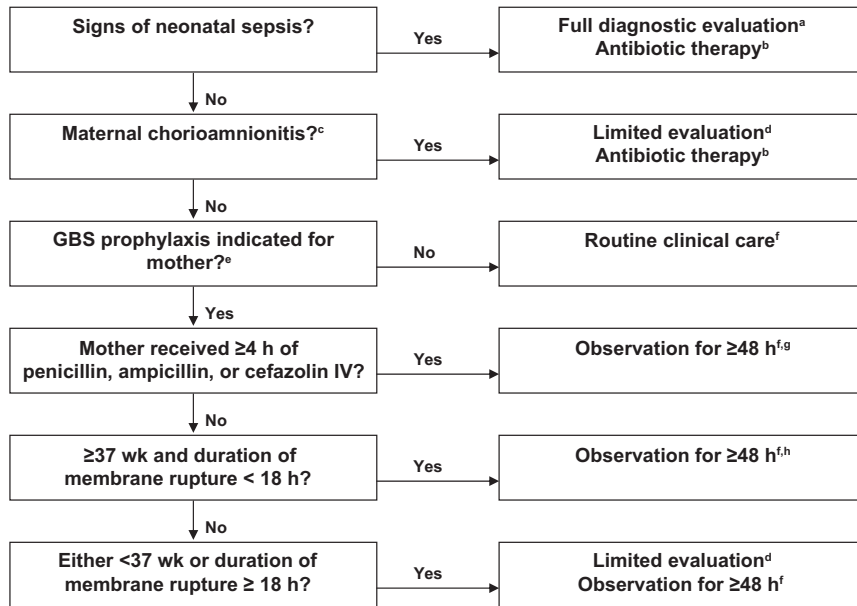 Signs of neonatal sepsis?
Yes
Full diagnostic evaluationᵃ
Antibiotic therapyᵇ
No
Maternal chorioamnionitis?ᶜ
Yes
Limited evaluationᵈ
Antibiotic therapyᵇ
No
GBS prophylaxis indicated for
mother?ᵉ
No
Routine clinical careᶠ
Yes
Mother received ≥4 h of
penicillin, ampicillin, or cefazolin IV?
Yes
Observation for ≥48 hᶠ,ᵍ
No
≥37 wk and duration of
membrane rupture < 18 h?
Yes
Observation for ≥48 hᶠ,ʰ
No
Either <37 wk or duration of
membrane rupture ≥ 18 h?
Yes
Limited evaluationᵈ
Observation for ≥48 hᶠ